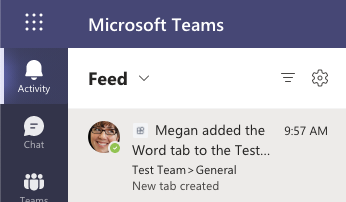 Microsoft Teams
Activity
Chat
Teams
Feed
Megan added the 9:57 AM
Word tab to the Test...
Test Team>General
New tab created